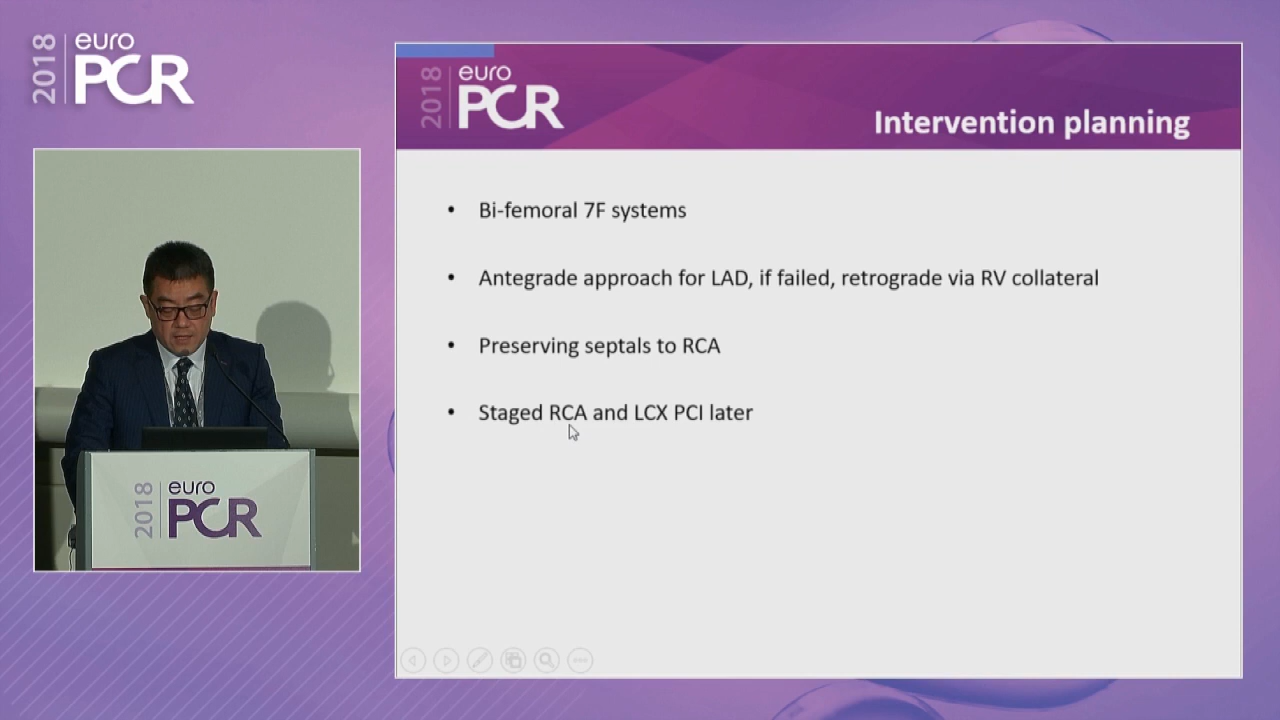 2018 euro PCR
2018 euro PCR
Intervention planning
• Bi-femoral 7F systems
• Antegrade approach for LAD, if failed, retrograde via RV collateral
• Preserving septals to RCA
• Staged RCA and LCX PCI later
2018 euro PCR